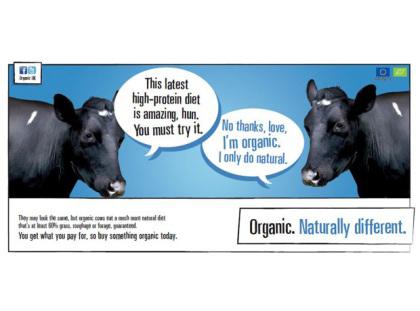 Organic UK
This latest
high-protein diet
is amazing, hun.
You must try it.
No thanks, love,
I'm organic.
I only do natural.
They may look the same, but organic cows eat a much more natural diet
that's at least 60% grass, roughage or forage, guaranteed.
You get what you pay for, so buy something organic today.
Organic. Naturally different.